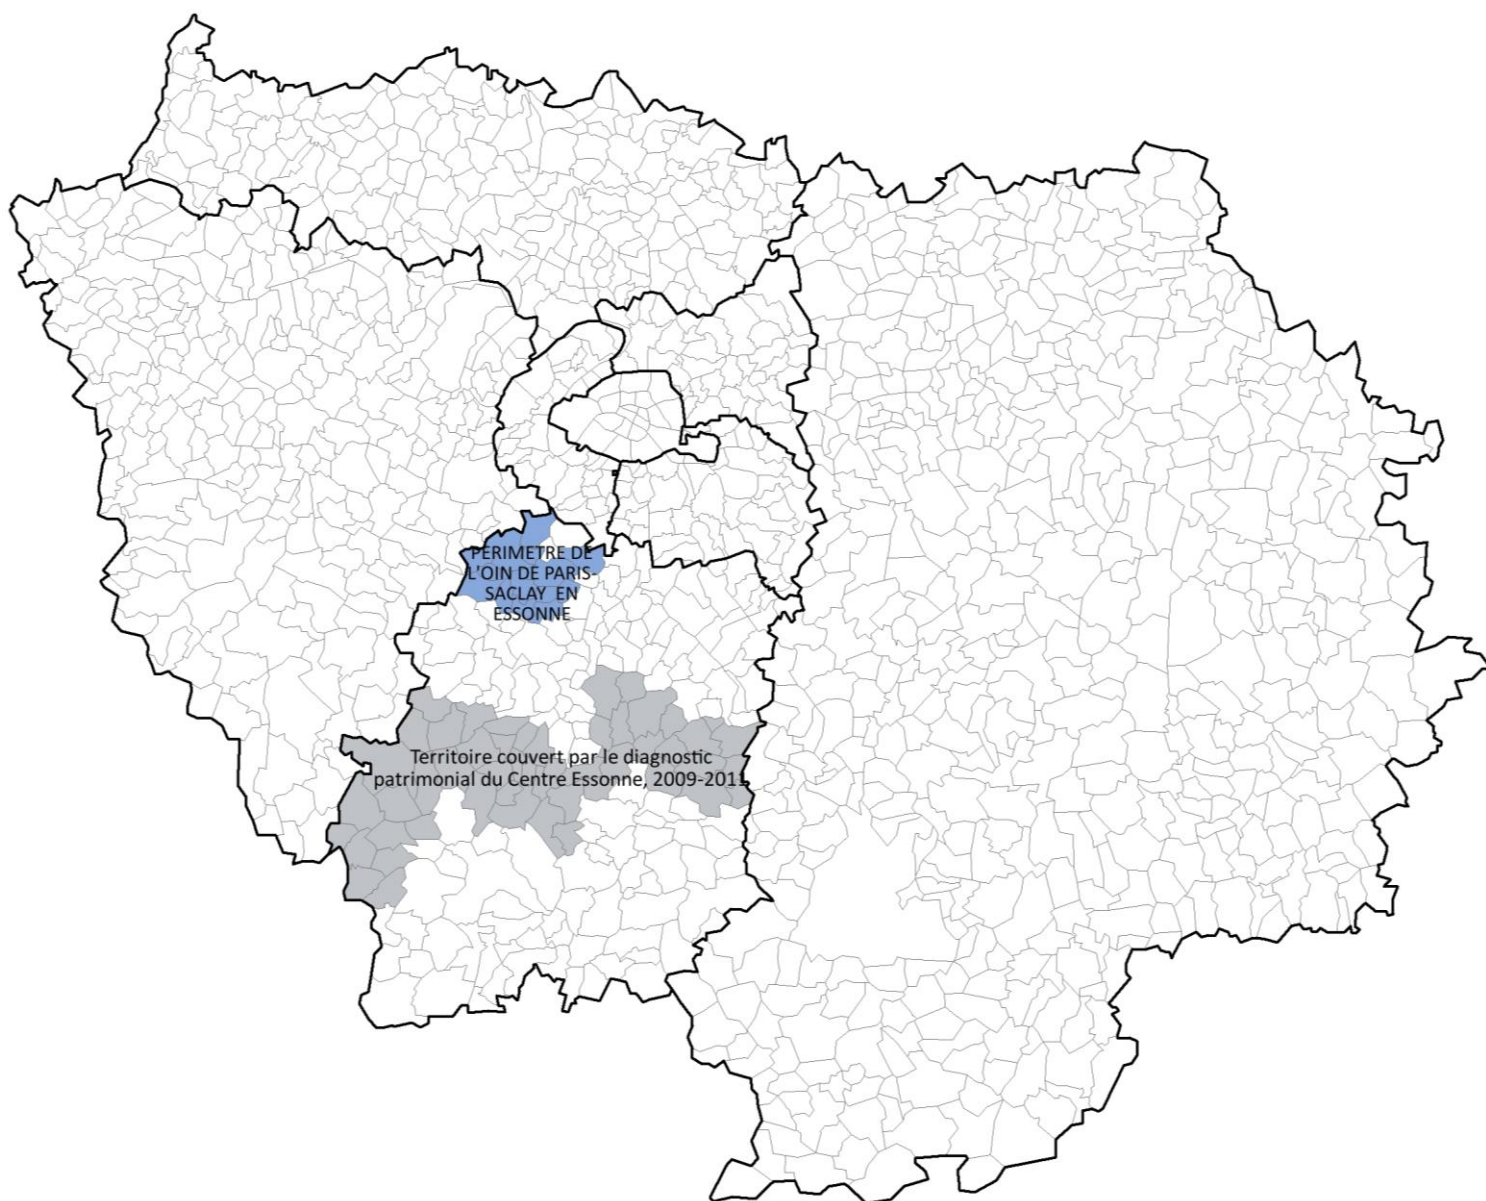 PERIMETRE DE
L'OIN DE PARIS-
SACLAY EN
ESSONNE
Territoire couvert par le diagnostic
patrimonial du Centre Essonne, 2009-2011